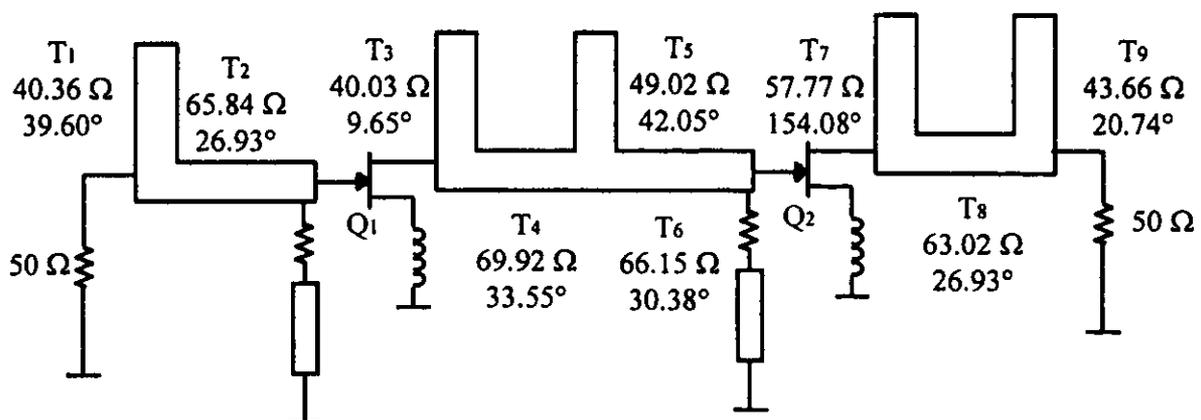 T1
40.36 Ω
39.60°
T2
65.84 Ω
26.93°
T3
40.03 Ω
9.65°
T5
49.02 Ω
42.05°
T7
57.77 Ω
154.08°
T9
43.66 Ω
20.74°
50 Ω
Q1
T4
69.92 Ω
33.55°
T6
66.15 Ω
30.38°
Q2
T8
63.02 Ω
26.93°
50 Ω